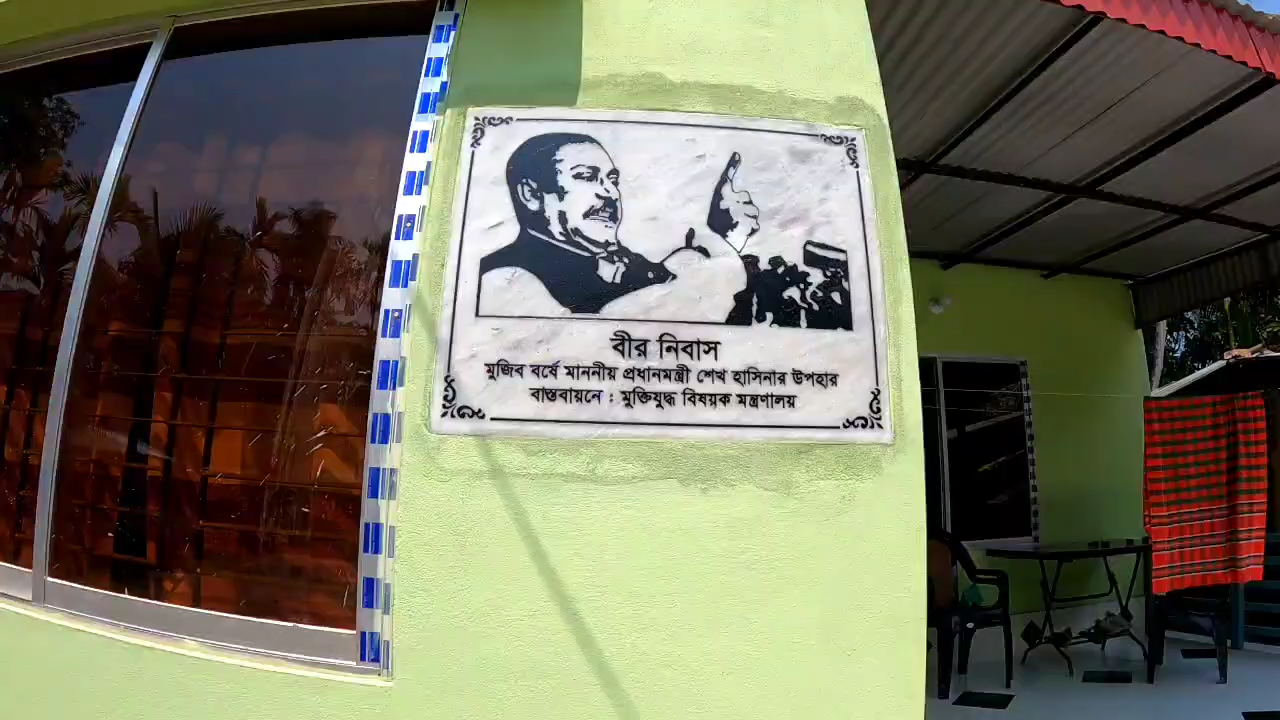 বীর নিবাস
মুজিব বর্ষে মাননীয় প্রধানমন্ত্রী শেখ হাসিনার উপহার
বাস্তবায়নে : মুক্তিযুদ্ধ বিষয়ক মন্ত্রণালয়